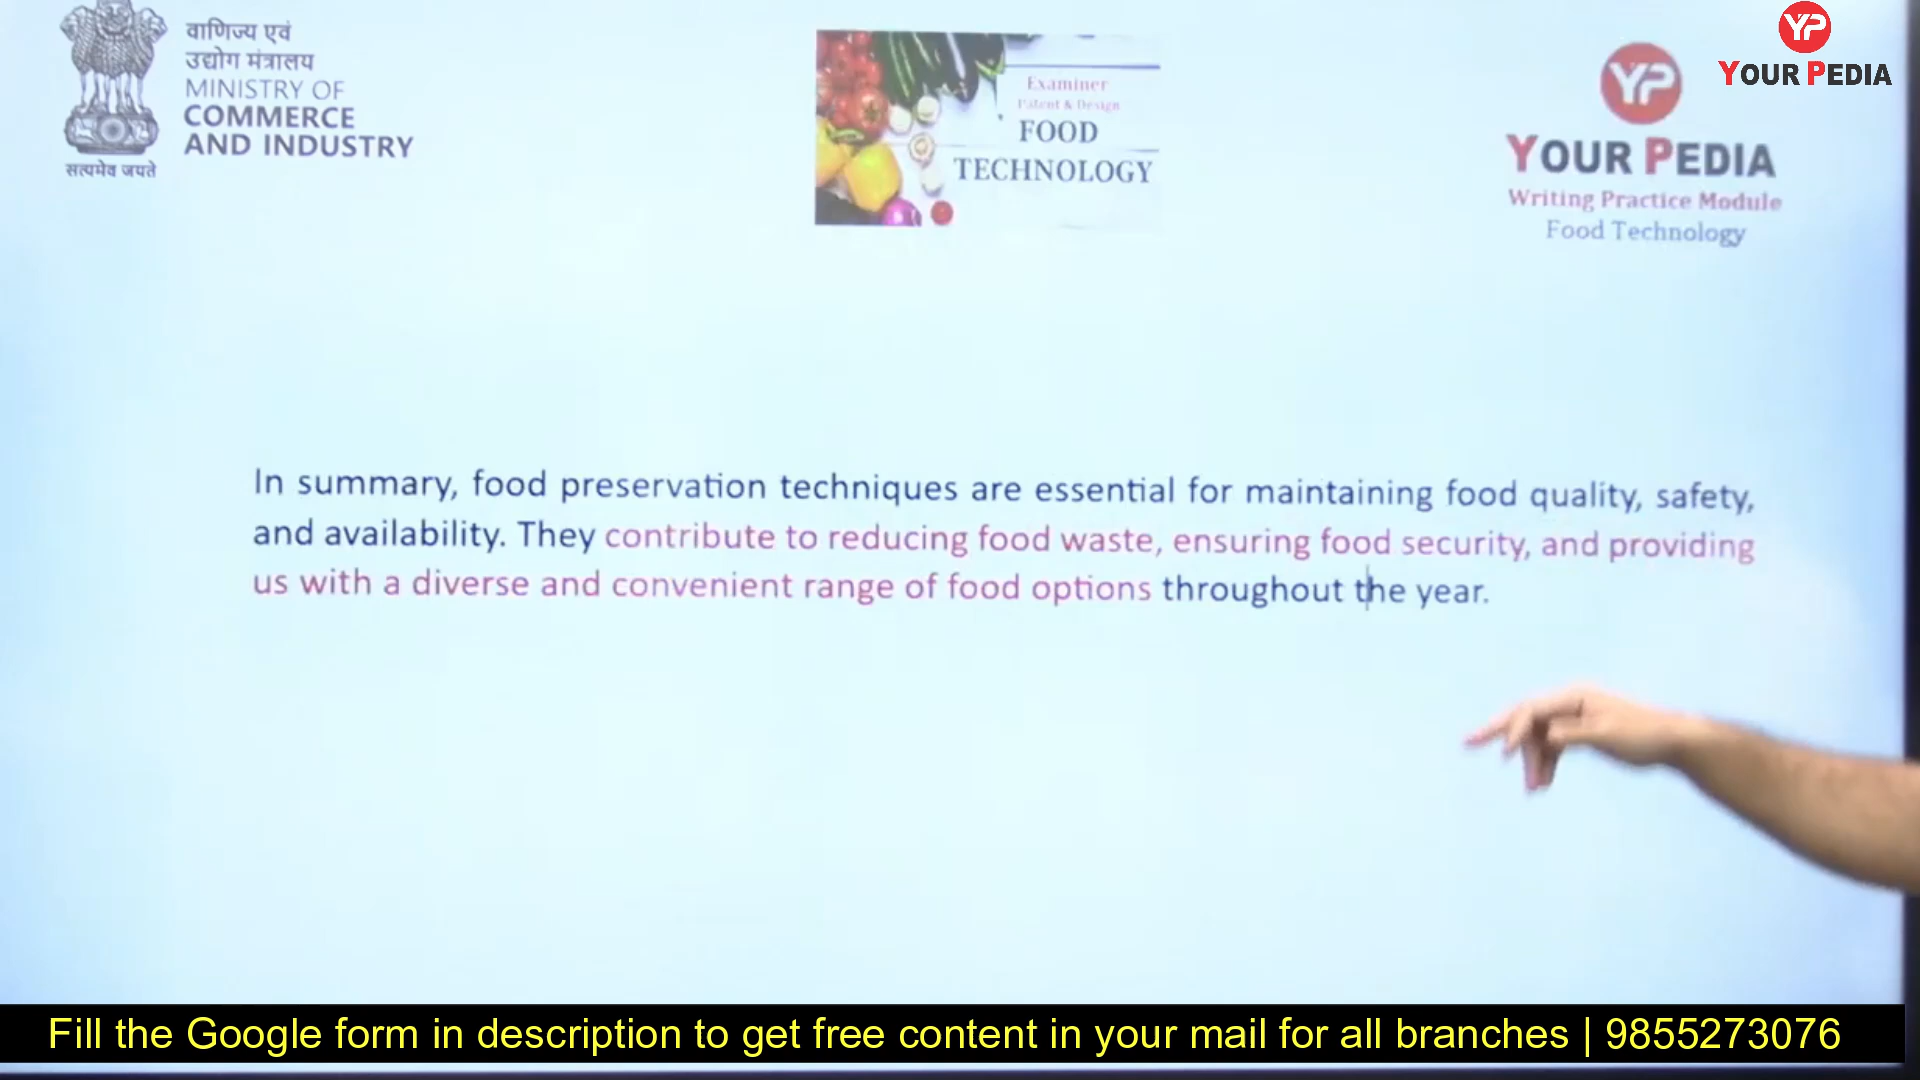 वाणिज्य एवं
उद्योग मंत्रालय
MINISTRY OF
COMMERCE
AND INDUSTRY
सत्यमेव जयते
Examiner
Patent & Design
FOOD
TECHNOLOGY
YP
YOUR PEDIA
Writing Practice Module
Food Technology
YP
YOUR PEDIA
In summary, food preservation techniques are essential for maintaining food quality, safety,
and availability. They contribute to reducing food waste, ensuring food security, and providing
us with a diverse and convenient range of food options throughout the year.
Fill the Google form in description to get free content in your mail for all branches | 9855273076